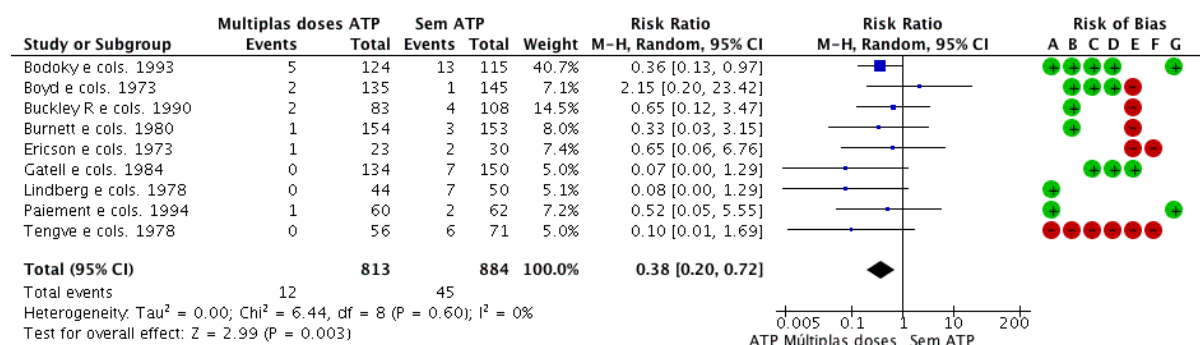 Multiplas doses ATP Sem ATP Risk Ratio Risk Ratio Risk of Bias
Study or Subgroup Events Total Events Total Weight M-H, Random, 95% CI M-H, Random, 95% CI A B C D E F G
Bodoky e cols. 1993 5 124 13 115 40.7% 0.36 [0.13, 0.97] + + + + +
Boyd e cols. 1973 2 135 1 145 7.1% 2.15 [0.20, 23.42] + + + -
Buckley R e cols. 1990 2 83 4 108 14.5% 0.65 [0.12, 3.47] + -
Burnett e cols. 1980 1 154 3 153 8.0% 0.33 [0.03, 3.15] + -
Ericson e cols. 1973 1 23 2 30 7.4% 0.65 [0.06, 6.76] - -
Gatell e cols. 1984 0 134 7 150 5.0% 0.07 [0.00, 1.29] + + +
Lindberg e cols. 1978 0 44 7 50 5.1% 0.08 [0.00, 1.29] +
Paiement e cols. 1994 1 60 2 62 7.2% 0.52 [0.05, 5.55] + +
Tengve e cols. 1978 0 56 6 71 5.0% 0.10 [0.01, 1.69] - - - - - -
Total (95% CI) 813 884 100.0% 0.38 [0.20, 0.72]
Total events 12 45
Heterogeneity: Tau² = 0.00; Chi² = 6.44, df = 8 (P = 0.60); I² = 0%
Test for overall effect: Z = 2.99 (P = 0.003)
0.005 0.1 1 10 200
ATP Múltiplas doses Sem ATP